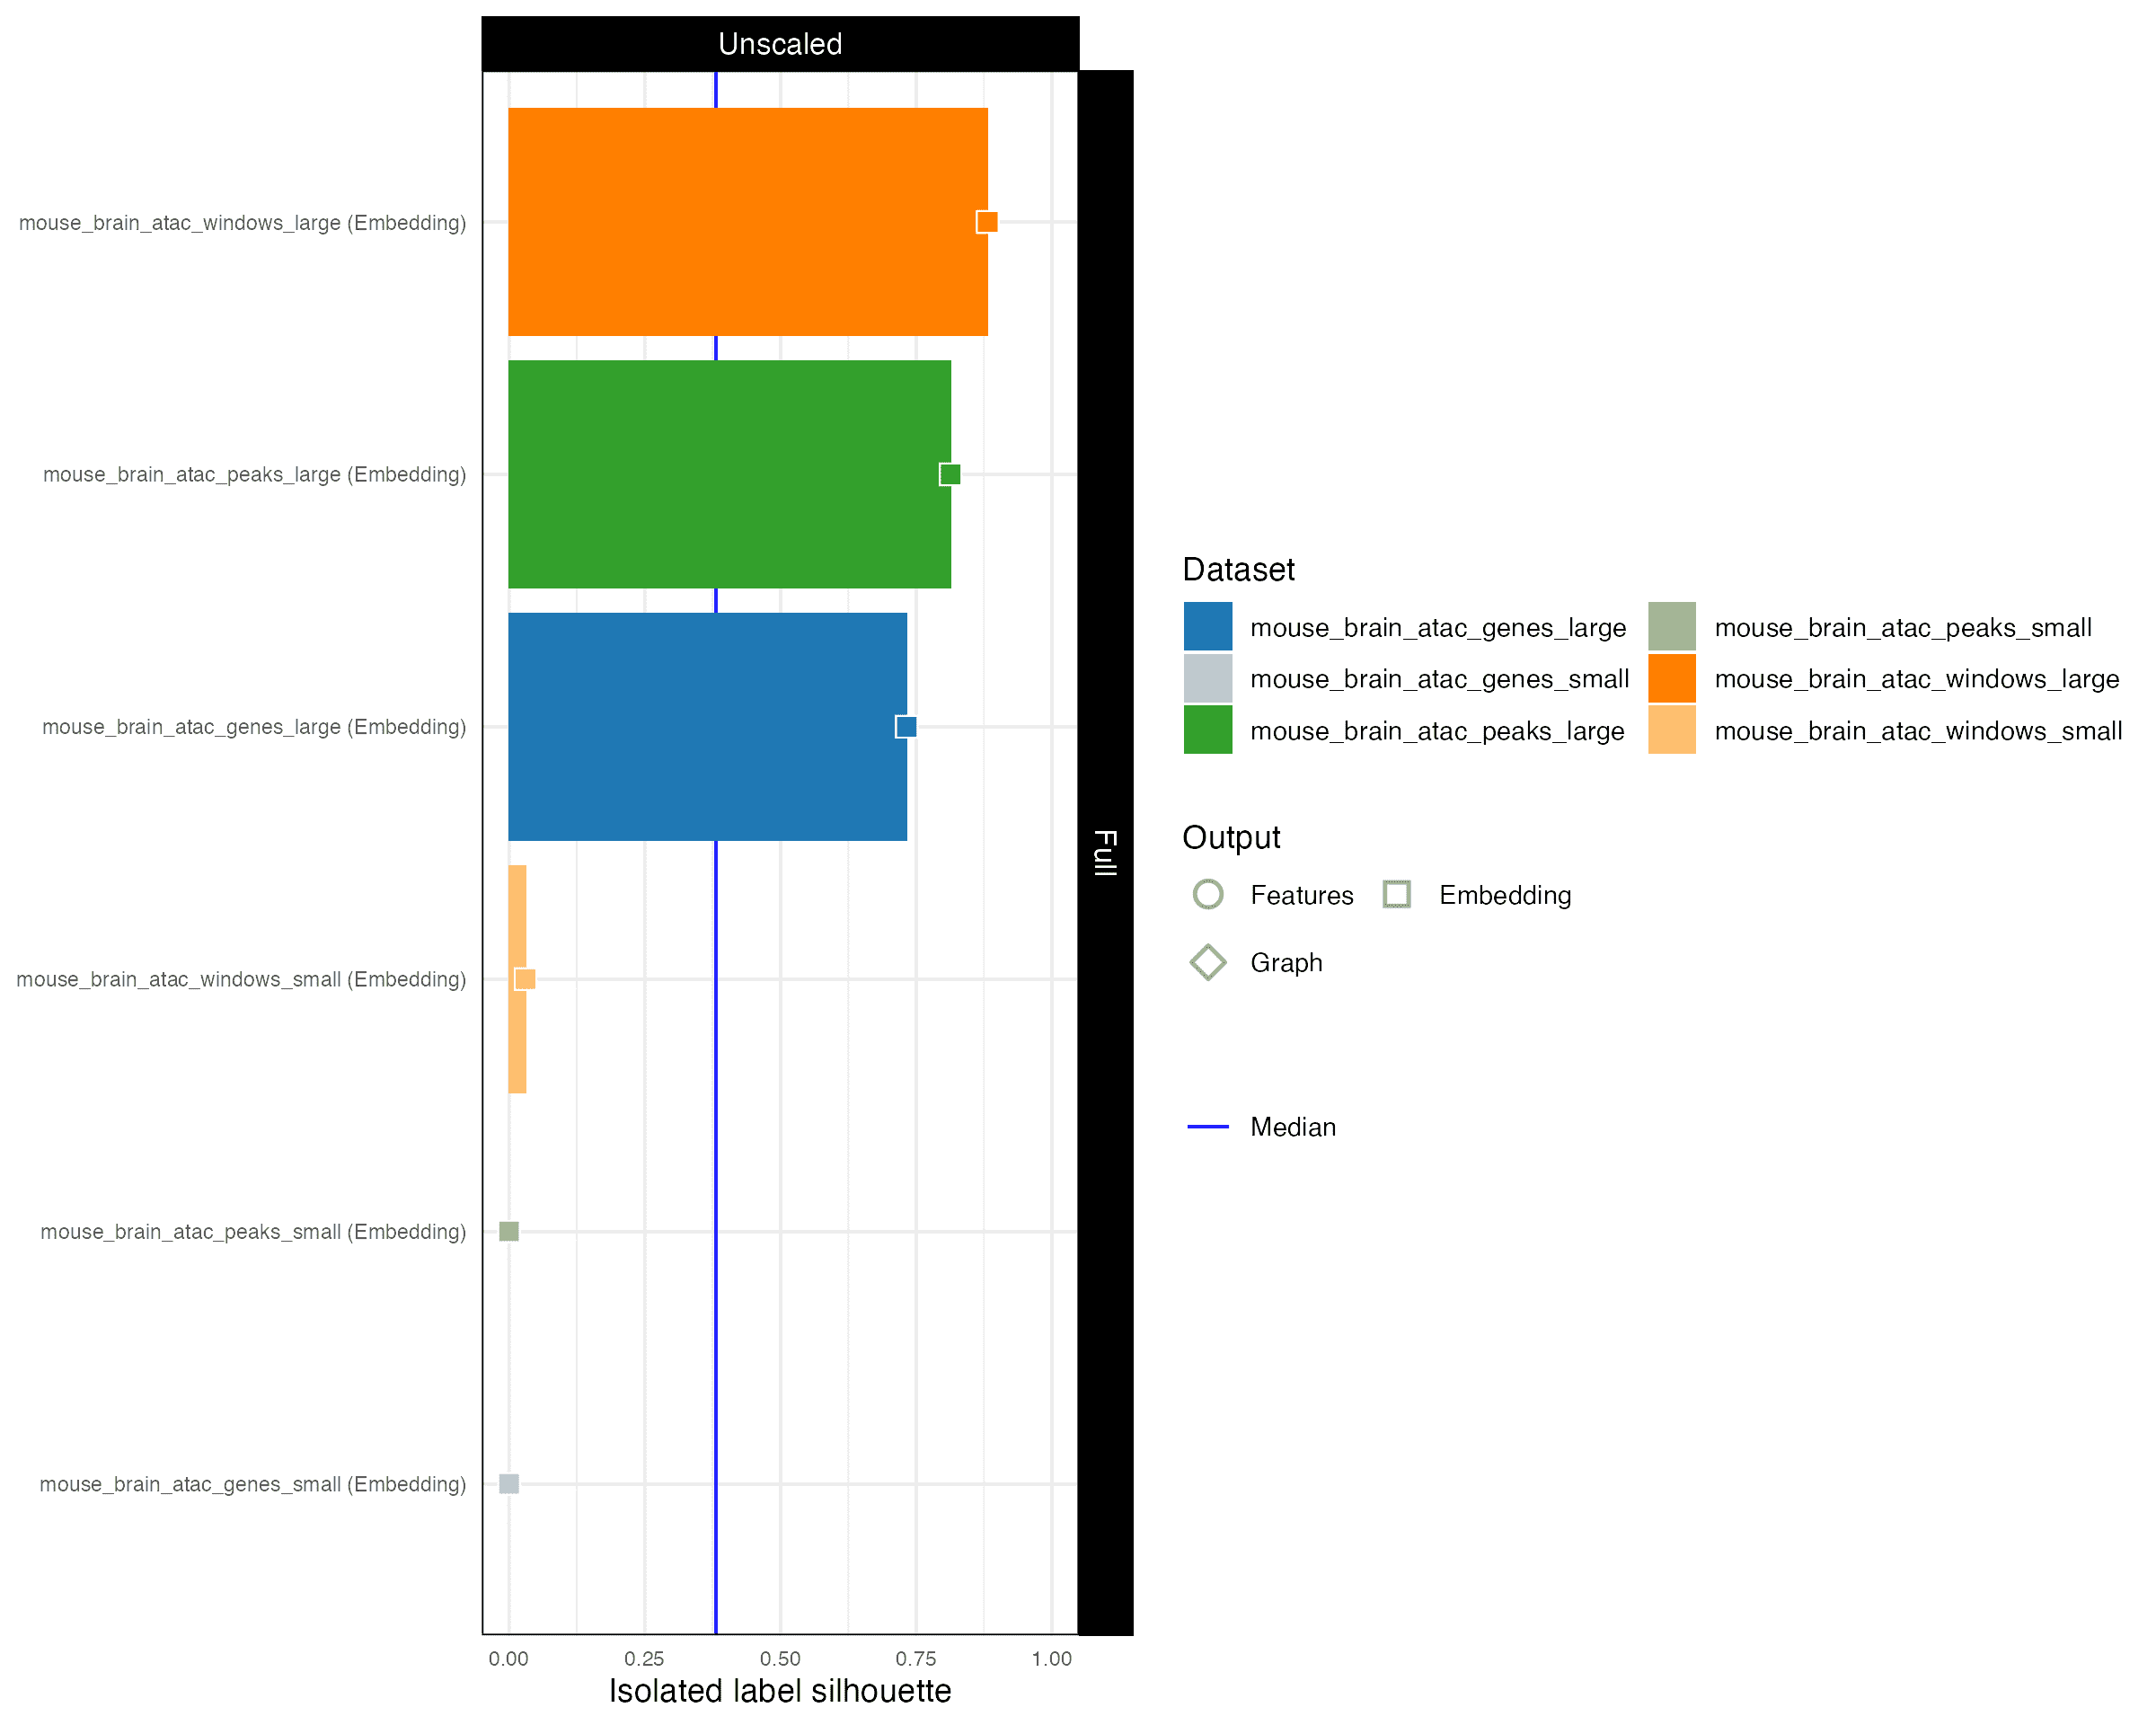 Unscaled
mouse_brain_atac_windows_large (Embedding)
mouse_brain_atac_peaks_large (Embedding)
mouse_brain_atac_genes_large (Embedding)
mouse_brain_atac_windows_small (Embedding)
mouse_brain_atac_peaks_small (Embedding)
mouse_brain_atac_genes_small (Embedding)
Full
0.00 0.25 0.50 0.75 1.00
Isolated label silhouette
Dataset
mouse_brain_atac_genes_large mouse_brain_atac_peaks_small
mouse_brain_atac_genes_small mouse_brain_atac_windows_large
mouse_brain_atac_peaks_large mouse_brain_atac_windows_small
Output
Features Embedding
Graph
Median